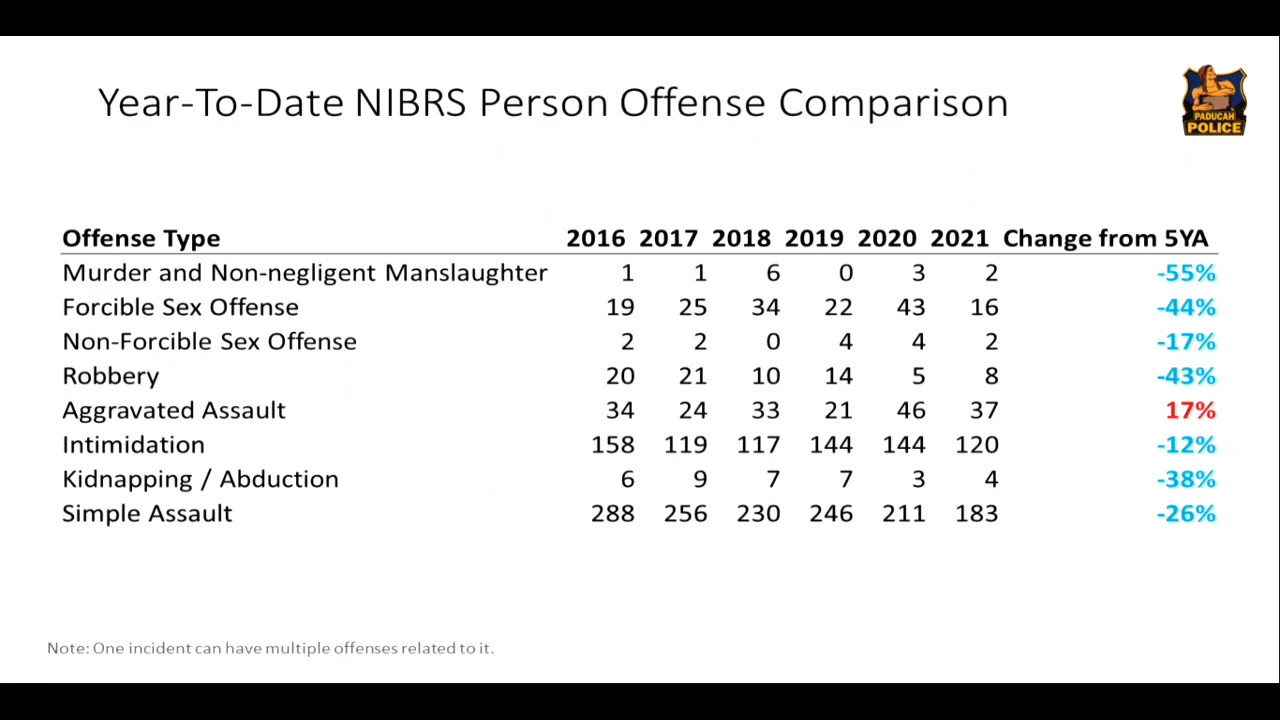 Year-To-Date NIBRS Person Offense Comparison
PADUCAH
POLICE
Offense Type 2016 2017 2018 2019 2020 2021 Change from 5YA
Murder and Non-negligent Manslaughter 1 1 6 0 3 2 -55%
Forcible Sex Offense 19 25 34 22 43 16 -44%
Non-Forcible Sex Offense 2 2 0 4 4 2 -17%
Robbery 20 21 10 14 5 8 -43%
Aggravated Assault 34 24 33 21 46 37 17%
Intimidation 158 119 117 144 144 120 -12%
Kidnapping / Abduction 6 9 7 7 3 4 -38%
Simple Assault 288 256 230 246 211 183 -26%
Note: One incident can have multiple offenses related to it.